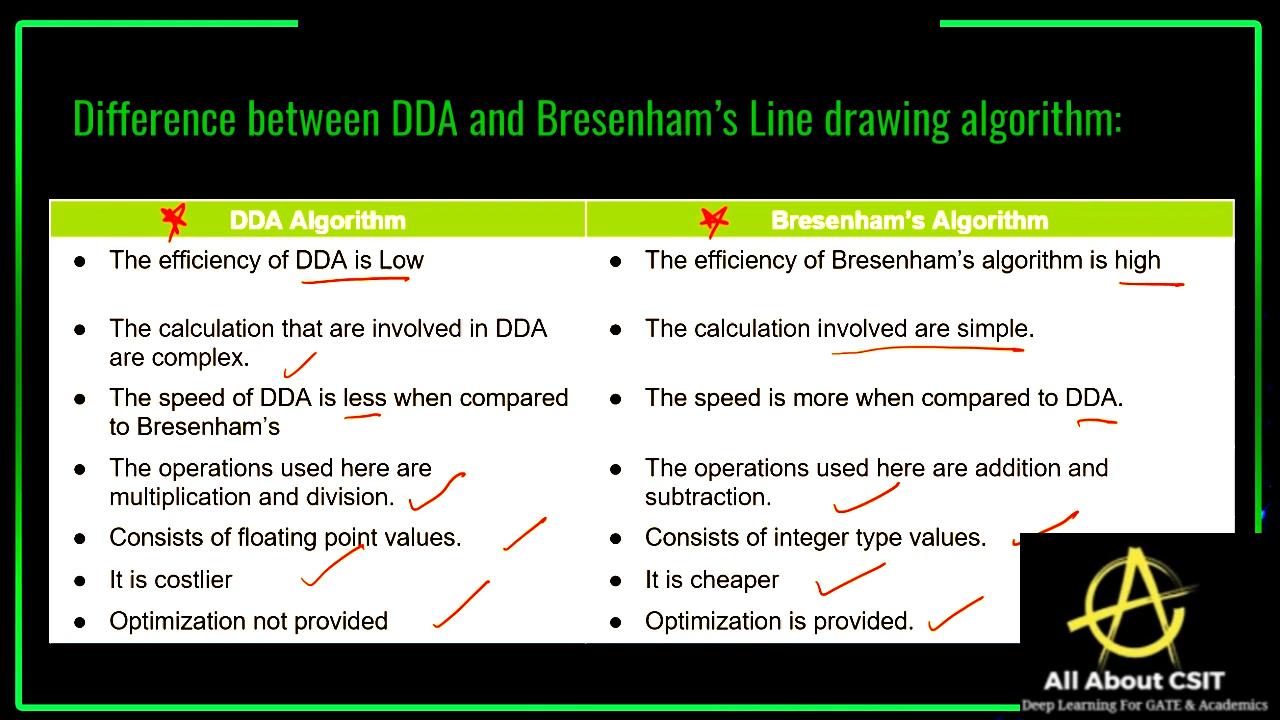 Difference between DDA and Bresenham's Line drawing algorithm:
DDA Algorithm
Bresenham's Algorithm
● The efficiency of DDA is Low
● The efficiency of Bresenham's algorithm is high
● The calculation that are involved in DDA
are complex.
● The calculation involved are simple.
● The speed of DDA is less when compared
to Bresenham's
● The speed is more when compared to DDA.
● The operations used here are
multiplication and division.
● The operations used here are addition and
subtraction.
● Consists of floating point values.
● Consists of integer type values.
● It is costlier
● It is cheaper
● Optimization not provided
● Optimization is provided.
All About CSIT
Deep Learning For GATE & Academics